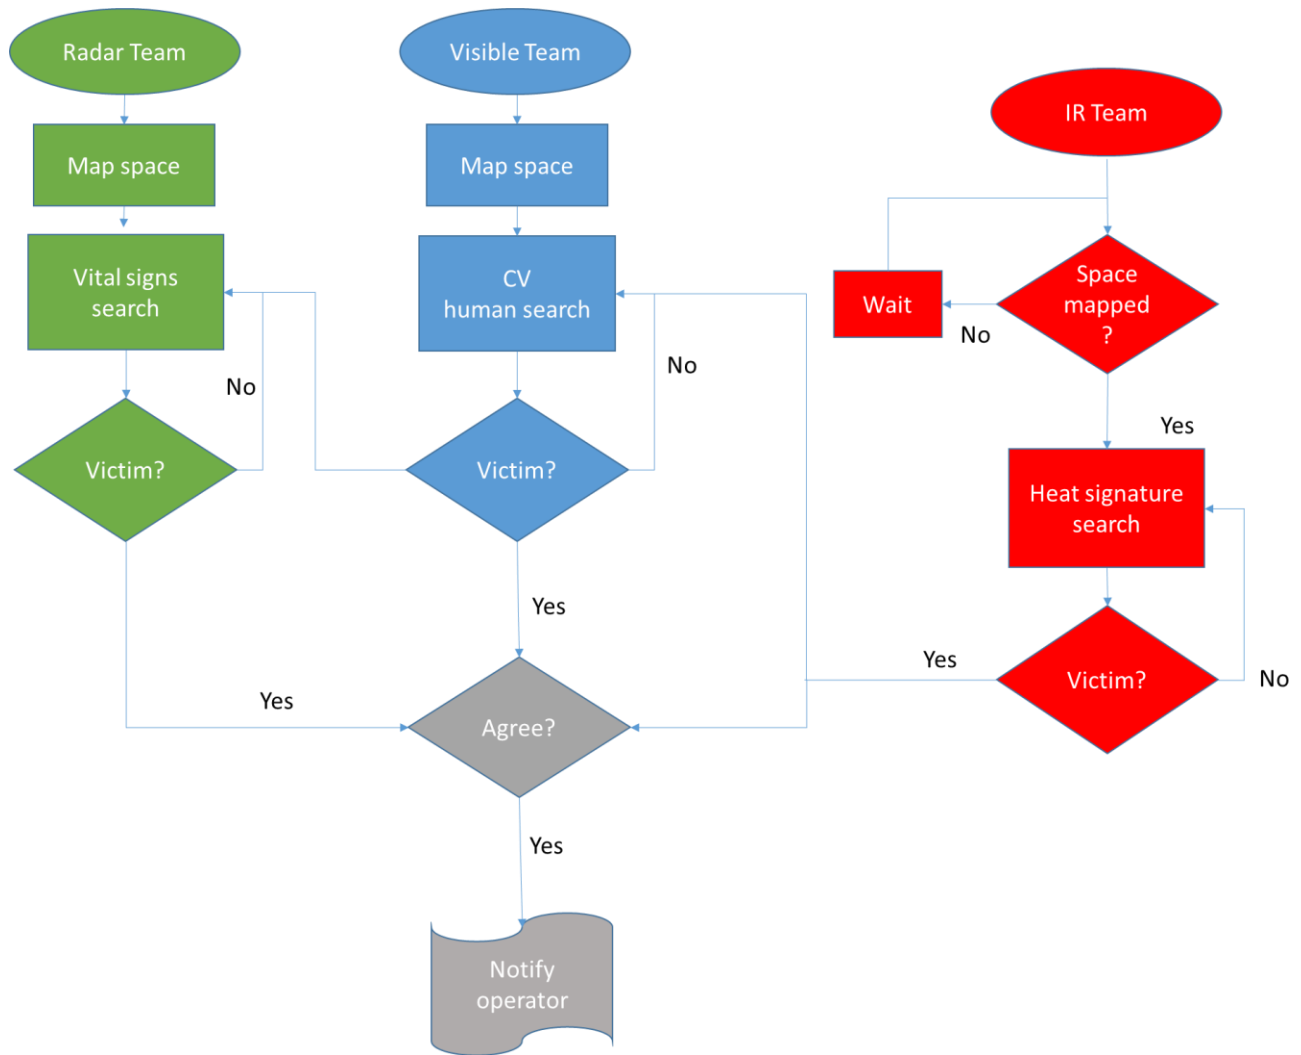 Radar Team
Visible Team
IR Team
Map space
Map space
Vital signs
search
CV
human search
Wait
No
Space
mapped
?
No
No
Yes
Victim?
Victim?
Heat signature
search
Yes
Yes
Yes
Victim?
No
Agree?
Yes
Notify
operator